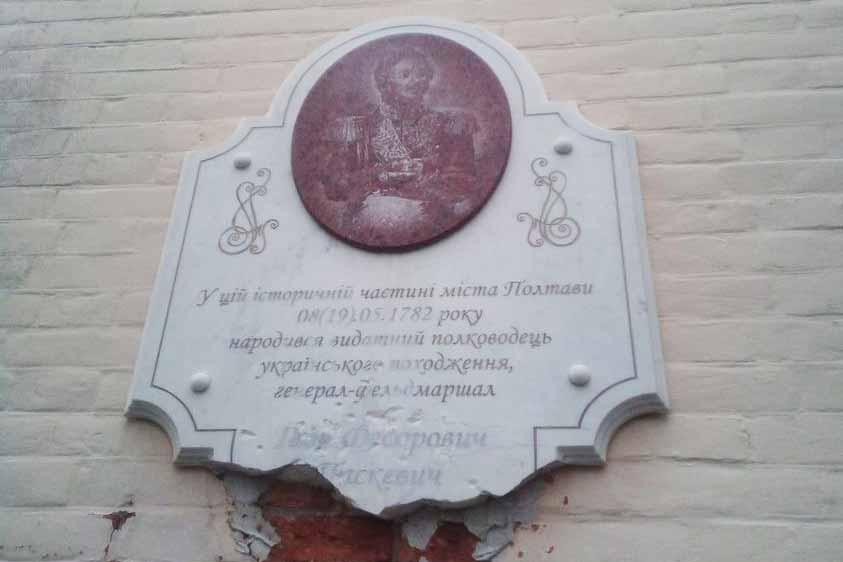 У цій історичній частині міста Полтави
08(19).05.1782 року
народився видатний полководець
українського походження,
генерал-фельдмаршал
Федорович